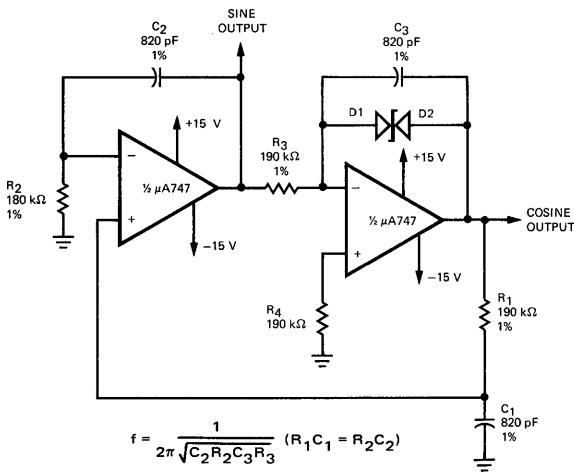 SINE
OUTPUT
C2
820 pF
1%
C3
820 pF
1%
D1
D2
+15 V
R3
190 kΩ
1%
+15 V
−
½ μA747
+
R2
180 kΩ
1%
−15 V
−
½ μA747
+
COSINE
OUTPUT
−15 V
R4
190 kΩ
R1
190 kΩ
1%
C1
820 pF
1%
f = 1 / 2π √C2R2C3R3 (R1C1 = R2C2)